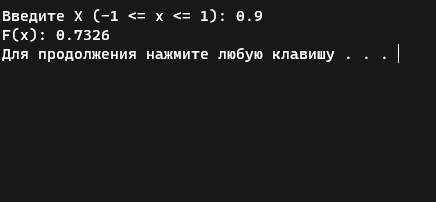 Введите X (-1 <= x <= 1): 0.9
F(x): 0.7326
Для продолжения нажмите любую клавишу . . .